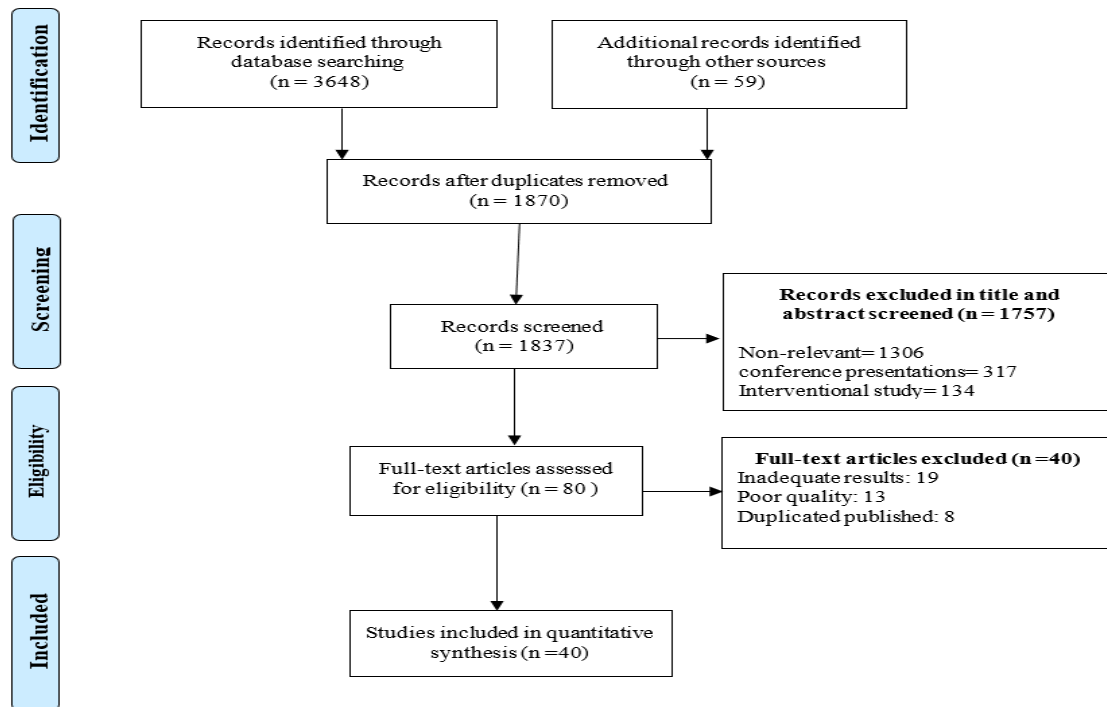 Identification
Records identified through
database searching
(n = 3648)
Additional records identified
through other sources
(n = 59)
Records after duplicates removed
(n = 1870)
Screening
Records screened
(n = 1837)
Records excluded in title and
abstract screened (n = 1757)
Non-relevant= 1306
conference presentations= 317
Interventional study= 134
Eligibility
Full-text articles assessed
for eligibility (n = 80 )
Full-text articles excluded (n =40)
Inadequate results: 19
Poor quality: 13
Duplicated published: 8
Included
Studies included in quantitative
synthesis (n =40)